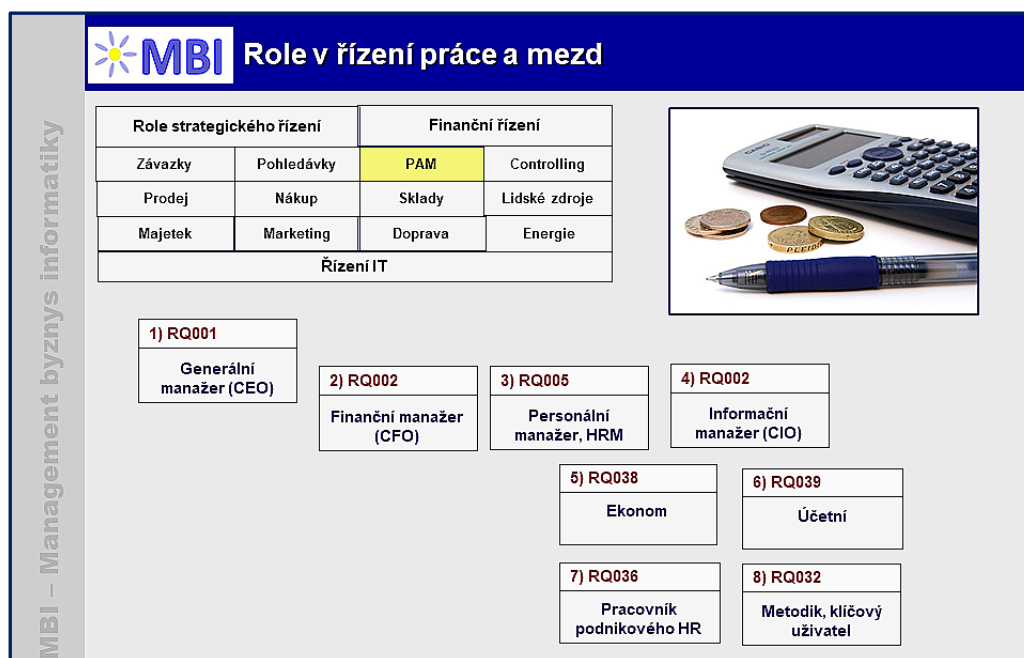 MBI
Role v řízení práce a mezd
MBI – Management byznys informatiky
Role strategického řízení
Finanční řízení
Závazky
Pohledávky
PAM
Controlling
Prodej
Nákup
Sklady
Lidské zdroje
Majetek
Marketing
Doprava
Energie
Řízení IT
1) RQ001
Generální
manažer (CEO)
2) RQ002
Finanční manažer
(CFO)
3) RQ005
Personální
manažer, HRM
4) RQ002
Informační
manažer (CIO)
5) RQ038
Ekonom
6) RQ039
Účetní
7) RQ036
Pracovník
podnikového HR
8) RQ032
Metodik, klíčový
uživatel